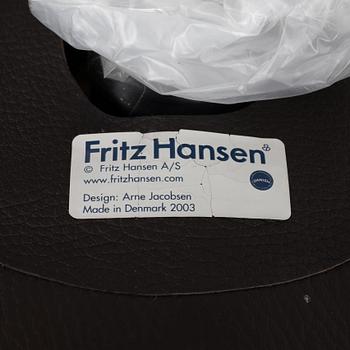 Fritz Hansen
© Fritz Hansen A/S
www.fritzhansen.com
Design: Arne Jacobsen
Made in Denmark 2003